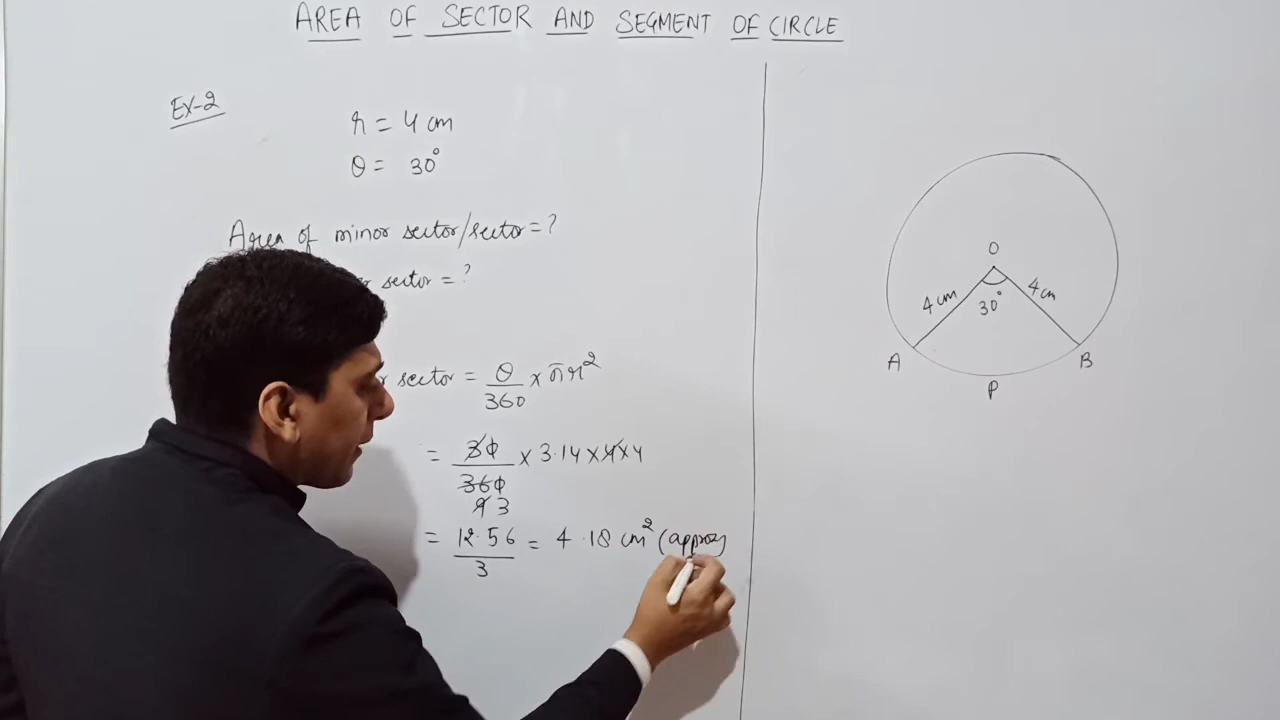 AREA OF SECTOR AND SEGMENT OF CIRCLE
EX-2
r = 4 cm
θ = 30°
Area of minor sector/sector = ?
sector = ?
sector = θ/360 × πr²
= 30/360 × 3.14 × 4 × 4
9 3
= 12.56/3 = 4.18 cm² (approx)
O
4 cm
4 cm
30°
A
B
P